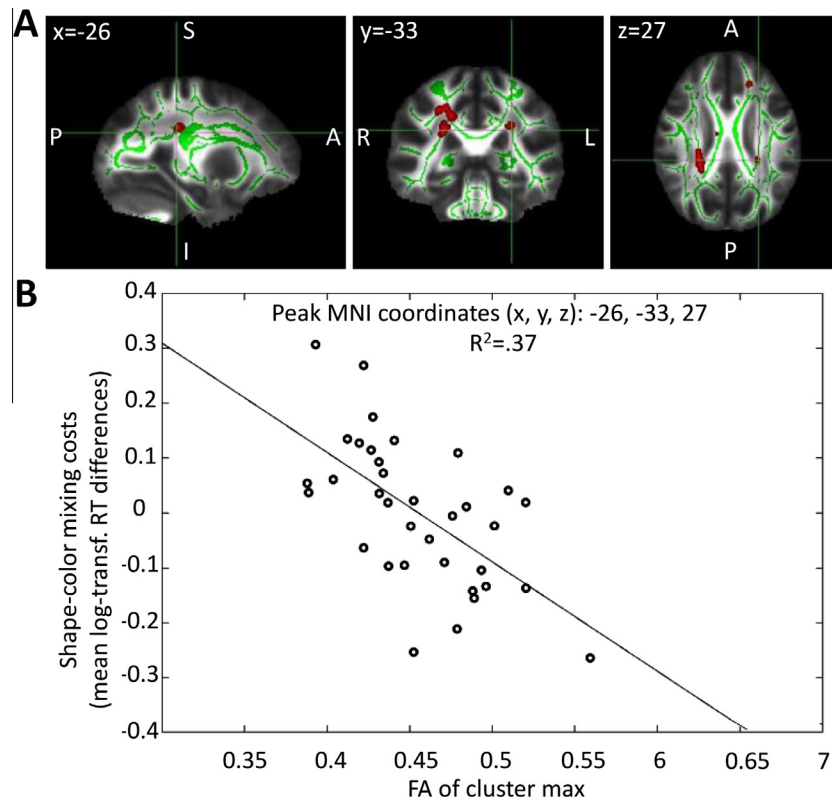 A
x=-26
S
P
A
I
y=-33
R
L
z=27
A
P
B
Peak MNI coordinates (x, y, z): -26, -33, 27
R²=.37
0.4
0.3
0.2
0.1
0
-0.1
-0.2
-0.3
-0.4
Shape-color mixing costs
(mean log-transf. RT differences)
0.35
0.4
0.45
0.5
0.55
6
0.65
7
FA of cluster max